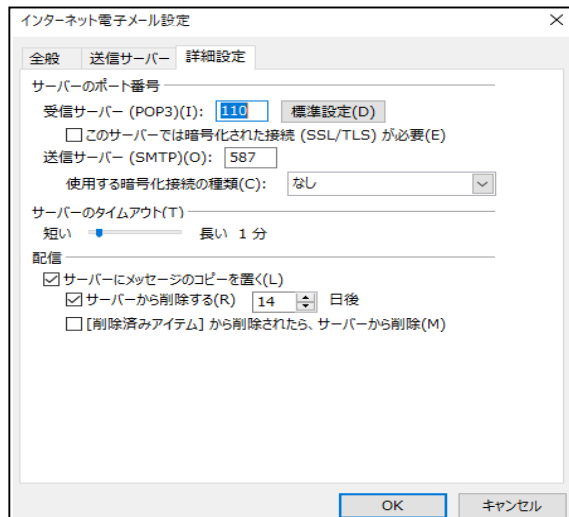 インターネット電子メール設定
全般 送信サーバー 詳細設定
サーバーのポート番号
受信サーバー (POP3)(I): 110 標準設定(D)
このサーバーでは暗号化された接続 (SSL/TLS) が必要(E)
送信サーバー (SMTP)(O): 587
使用する暗号化接続の種類(C): なし
サーバーのタイムアウト(T)
短い 長い 1 分
配信
サーバーにメッセージのコピーを置く(L)
サーバーから削除する(R) 14 日後
[削除済みアイテム] から削除されたら、サーバーから削除(M)
OK キャンセル